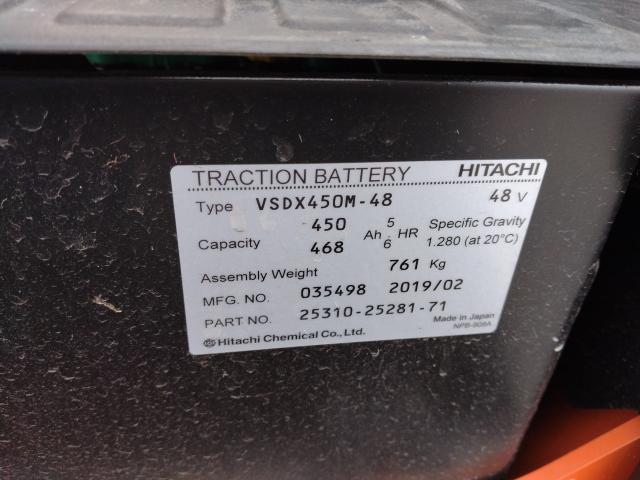 TRACTION BATTERY HITACHI
Type VSDX450M-48 48 V
450 5 Specific Gravity
Capacity Ah HR
468 6 1.280 (at 20°C)
Assembly Weight 761 Kg
MFG. NO. 035498 2019/02
PART NO. 25310-25281-71 Made in Japan
Hitachi Chemical Co., Ltd. NPB-908A